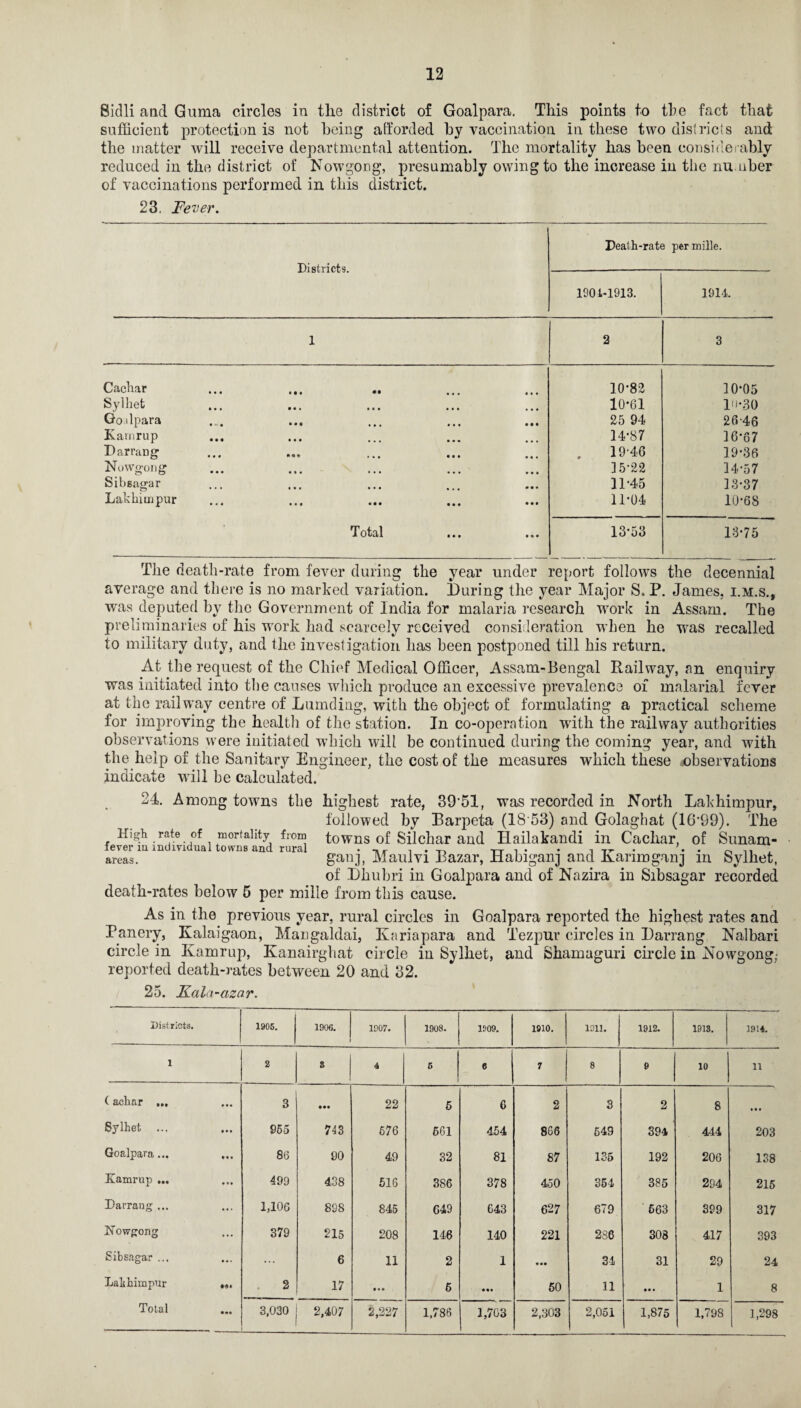 12
Sidli and Guma circles in the district of Goalpara. This points to the fact that
sufficient protection is not being afforded by vaccination in these two districts and
the matter will receive departmental attention. The mortality has been considerably
reduced in the district of Nowgong, presumably owing to the increase in the number
of vaccinations performed in this district.
23. Fever.
Districts. Death-rate per mille.
1904-1913. 1914.
1 2 3
Cachar ... ... ... ... ... 10·82 10·05
Sylhet ... ... ... ... ... 10·61 10·30
Goalpara ... ... ... ... ... 25 94 26·46
Kamrup ... ... ... ... ... 14·87 16·67
Darrang ... ... ... ... ... 19·46 19·36
Nowgong ... ... ... ... ... 15·22 14·57
Sibsagar ... ... ... ... ... 11·45 13·37
Lakhimpur ... ... ... ... ... 11·04 10·68
Total ... ... 13·53 13·75
The death-rate from fever during the year under report follows the decennial
average and there is no marked variation. During the year Major S. P. James, I.M.S.,
was deputed by the Government of India for malaria research work in Assam. The
preliminaries of his work had scarcely received consideration when he was recalled
to military duty, and the investigation has been postponed till his return.
At the request of the Chief Medical Officer, Assam-Bengal Railway, an enquiry
was initiated into the causes which produce an excessive prevalence of malarial fever
at the railway centre of Lumding, with the object of formulating a practical scheme
for improving the health of the station. In co-operation with the railway authorities
observations were initiated which will be continued during the coming year, and with
the help of the Sanitary Engineer, the cost of the measures which these observations
indicate will be calculated.
24. Among towns the highest rate, 39·51, was recorded in North Lakhimpur,
followed by Barpeta (18·53) and Golaghat (16·99). The
High rate of mortality from
fever in individual towns and rural
areas.
towns of Silchar and Hailakandi in Cachar, of Sunam-
ganj, Maulvi Bazar, Habiganj and Karimganj in Sylhet,
of Dhubri in Goalpara and of Nazira in Sibsagar recorded
death-rates below 5 per mille from this cause.
As in the previous year, rural circles in Goalpara reported the highest rates and
Panery, Kalaigaon, Mangaldai, Kariapara and Tezpur circles in Darrang Nalbari
circle in Kamrup, Kanairghat circle in Sylhet, and Shamaguri circle in Nowgong,
reported death-rates between 20 and 32.
25. Kala-azar.
Districts. 1905. 1906. 1907. 1908. 1909. 1910. 1911. 1912. 1913. 1914.
1 2 3 4 5 6 7 8 9 10 11
Cachar ... ... 3 ... 22 5 6 2 3 2 8 ...
Sylhet ... ... 955 743 576 561 454 866 549 394 444 203
Goalpara ... ... 86 90 49 32 81 87 135 192 206 138
Kamrup ... ... 499 438 516 386 378 450 354 385 294 215
Darrang ... ... 1,106 898 845 649 643 627 679 563 399 317
Nowgong ... 379 215 208 146 140 221 286 308 417 393
Sibsagar ... ... ... 6 11 2 1 ... 34 31 29 24
Lakhimpur ... 2 17 ... 5 ... 50 11 ... 1 8
Total ... 3,030 2,407 2,227 1,786 1,703 2,303 2,051 1,875 1,798 1,298